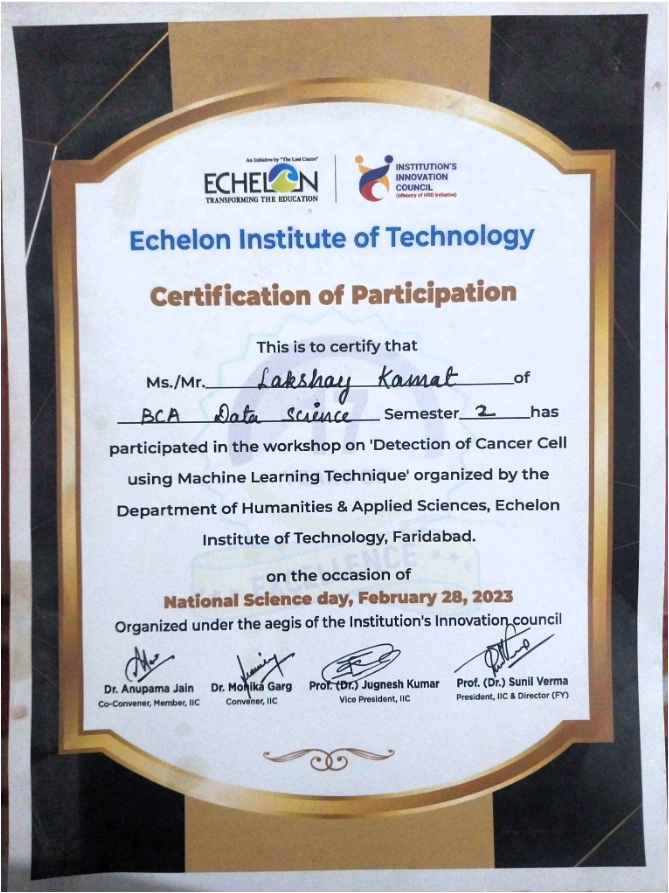 An Initiative by "The Last Centre"
ECHELON
TRANSFORMING THE EDUCATION
INSTITUTION'S
INNOVATION
COUNCIL
(Ministry of HRD Initiative)
Echelon Institute of Technology
Certification of Participation
This is to certify that
Ms./Mr. Lakshay Kamat of
BCA Data Science Semester 2 has
participated in the workshop on 'Detection of Cancer Cell
using Machine Learning Technique' organized by the
Department of Humanities & Applied Sciences, Echelon
Institute of Technology, Faridabad.
EXCELLENCE
on the occasion of
National Science day, February 28, 2023
Organized under the aegis of the Institution's Innovation council
Dr. Anupama Jain Dr. Monika Garg Prof. (Dr.) Jugnesh Kumar Prof. (Dr.) Sunil Verma
Co-Convener, Member, IIC Convener, IIC Vice President, IIC President, IIC & Director (FY)